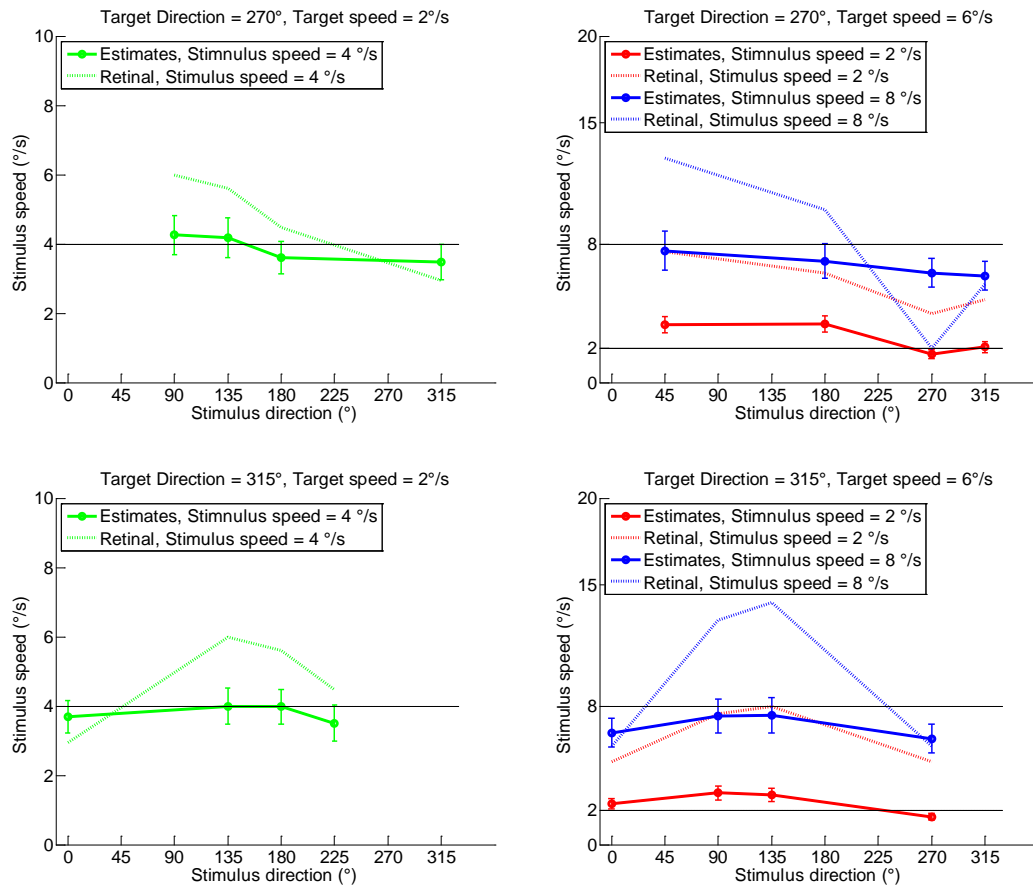 Target Direction = 270°, Target speed = 2°/s
10
8
6
4
2
0
Stimulus speed (°/s)
Estimates, Stimnulus speed = 4 °/s
Retinal, Stimulus speed = 4 °/s
0 45 90 135 180 225 270 315
Stimulus direction (°)
Target Direction = 270°, Target speed = 6°/s
20
15
8
2
0
Stimulus speed (°/s)
Estimates, Stimnulus speed = 2 °/s
Retinal, Stimulus speed = 2 °/s
Estimates, Stimnulus speed = 8 °/s
Retinal, Stimulus speed = 8 °/s
0 45 90 135 180 225 270 315
Stimulus direction (°)
Target Direction = 315°, Target speed = 2°/s
10
8
6
4
2
0
Stimulus speed (°/s)
Estimates, Stimnulus speed = 4 °/s
Retinal, Stimulus speed = 4 °/s
0 45 90 135 180 225 270 315
Stimulus direction (°)
Target Direction = 315°, Target speed = 6°/s
20
15
8
2
0
Stimulus speed (°/s)
Estimates, Stimnulus speed = 2 °/s
Retinal, Stimulus speed = 2 °/s
Estimates, Stimnulus speed = 8 °/s
Retinal, Stimulus speed = 8 °/s
0 45 90 135 180 225 270 315
Stimulus direction (°)